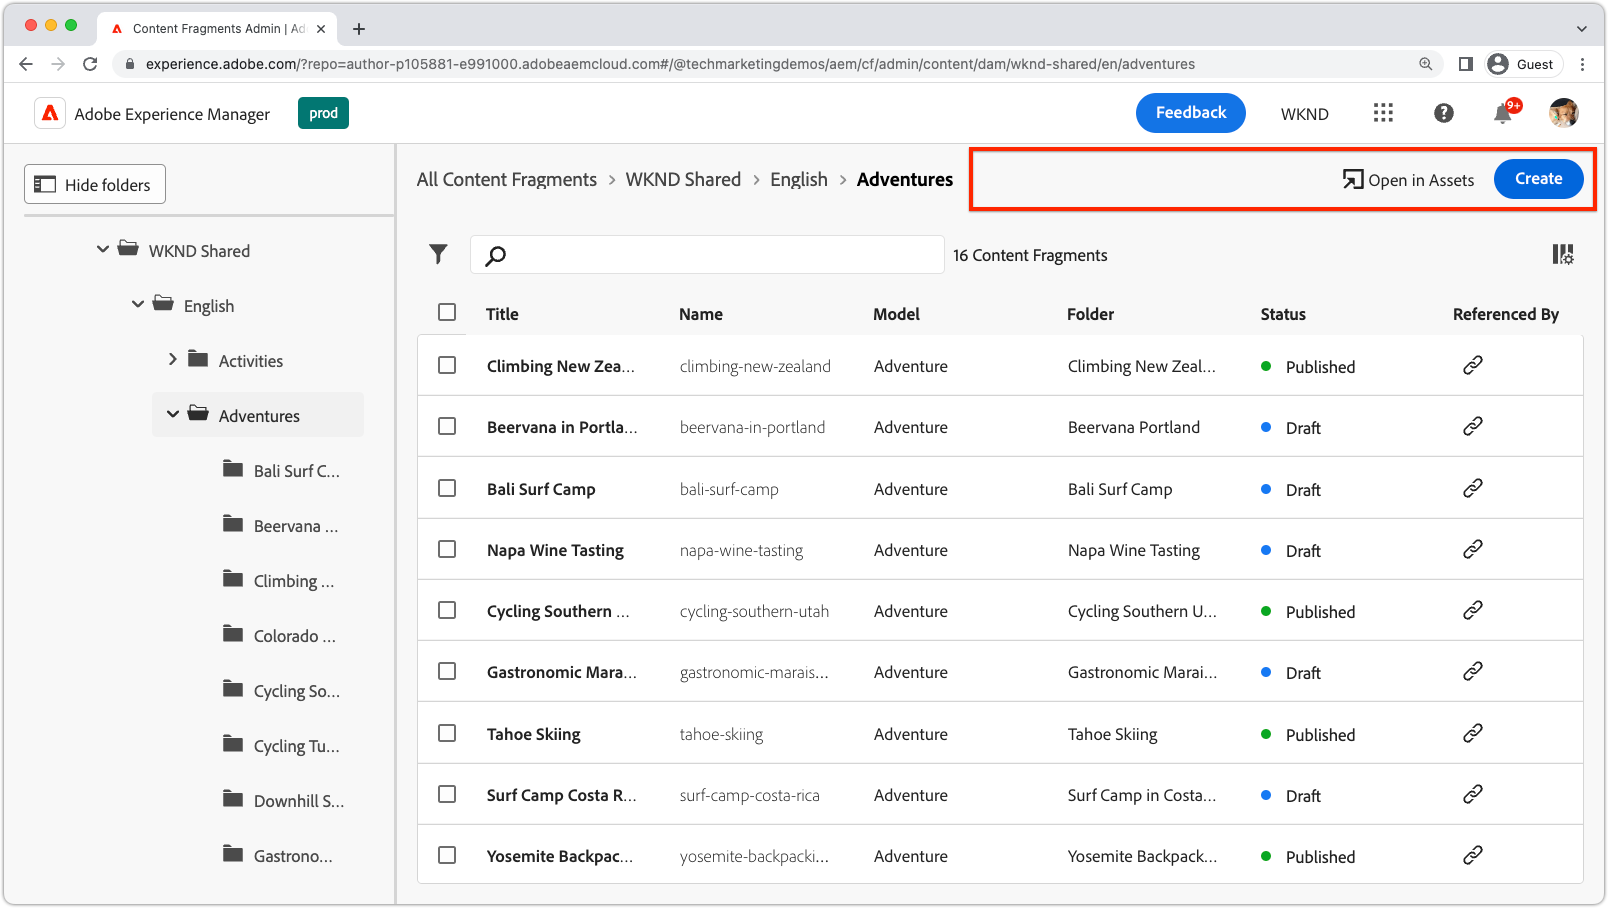 Content Fragments Admin | Ad
experience.adobe.com/?repo=author-p105881-e991000.adobeaemcloud.com#/@techmarketingdemos/aem/cf/admin/content/dam/wknd-shared/en/adventures
Guest
Adobe Experience Manager
prod
Feedback
WKND
9+
Hide folders
All Content Fragments > WKND Shared > English > Adventures
Open in Assets
Create
WKND Shared
English
Activities
Adventures
Bali Surf C...
Beervana ...
Climbing ...
Colorado ...
Cycling So...
Cycling Tu...
Downhill S...
Gastrono...
16 Content Fragments
Title Name Model Folder Status Referenced By
Climbing New Zea... climbing-new-zealand Adventure Climbing New Zeal... Published
Beervana in Portla... beervana-in-portland Adventure Beervana Portland Draft
Bali Surf Camp bali-surf-camp Adventure Bali Surf Camp Draft
Napa Wine Tasting napa-wine-tasting Adventure Napa Wine Tasting Draft
Cycling Southern ... cycling-southern-utah Adventure Cycling Southern U... Published
Gastronomic Mara... gastronomic-marais... Adventure Gastronomic Marai... Draft
Tahoe Skiing tahoe-skiing Adventure Tahoe Skiing Published
Surf Camp Costa R... surf-camp-costa-rica Adventure Surf Camp in Costa... Draft
Yosemite Backpac... yosemite-backpacki... Adventure Yosemite Backpack... Published